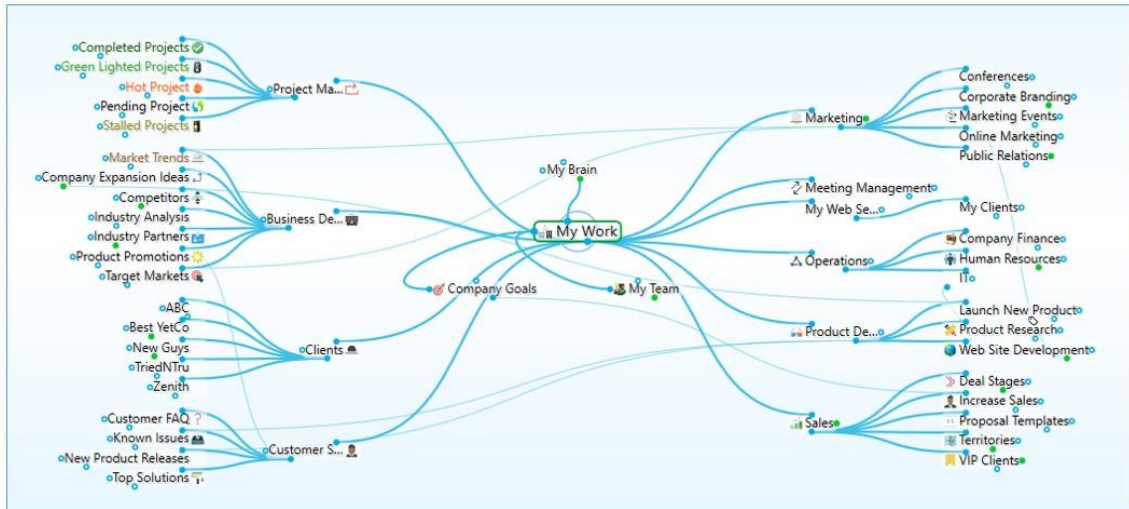 Completed Projects
Green Lighted Projects
Hot Project
Pending Project
Stalled Projects
Project Ma...
Market Trends
Company Expansion Ideas
Competitors
Industry Analysis
Industry Partners
Product Promotions
Target Markets
Business De...
ABC
Best YetCo
New Guys
TriedNTru
Zenith
Clients
Customer FAQ
Known Issues
New Product Releases
Top Solutions
Customer S...
My Brain
My Work
Company Goals
My Team
Marketing
Conferences
Corporate Branding
Marketing Events
Online Marketing
Public Relations
Meeting Management
My Web Se...
My Clients
Operations
Company Finance
Human Resources
IT
Product De...
Launch New Product
Product Research
Web Site Development
Sales
Deal Stages
Increase Sales
Proposal Templates
Territories
VIP Clients